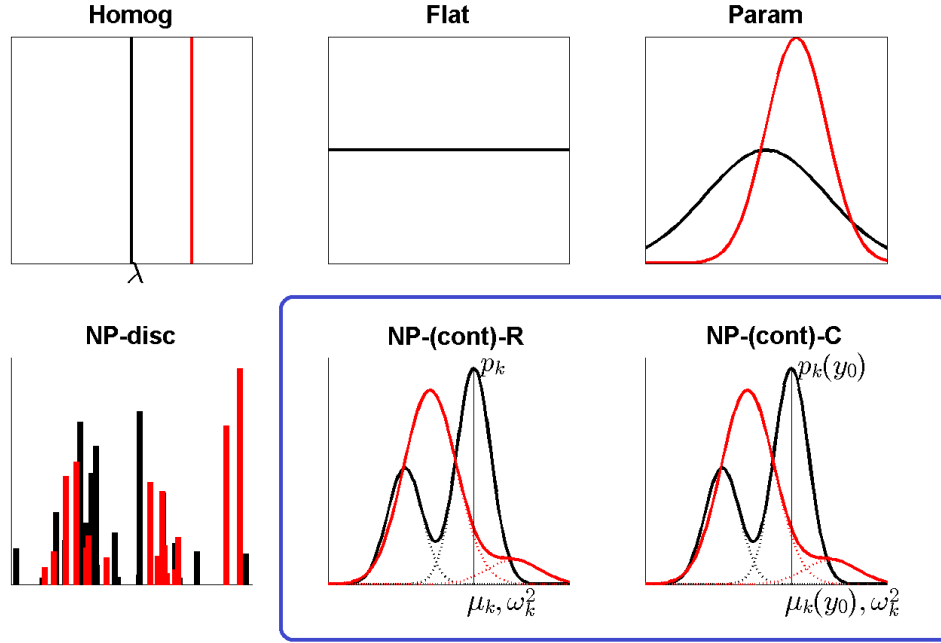 Homog
Flat
Param
λ
NP-disc
NP-(cont)-R
NP-(cont)-C
p_k
p_k(y_0)
μ_k, ω_k^2
μ_k(y_0), ω_k^2